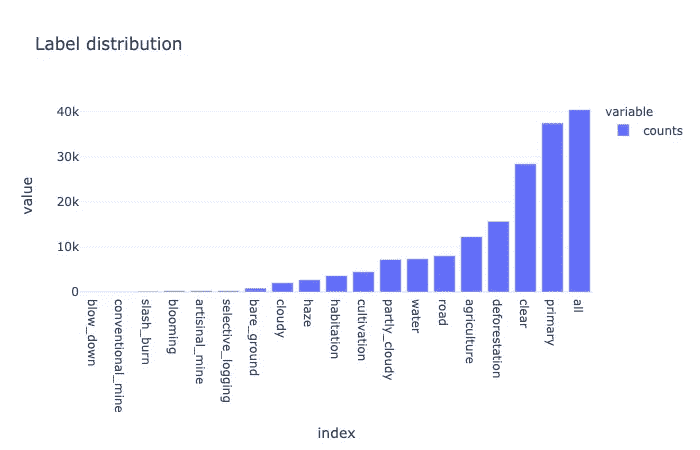 Label distribution
variable
counts
value
40k
30k
20k
10k
0
blow_down
conventional_mine
slash_burn
blooming
artisinal_mine
selective_logging
bare_ground
cloudy
haze
habitation
cultivation
partly_cloudy
water
road
agriculture
deforestation
clear
primary
all
index